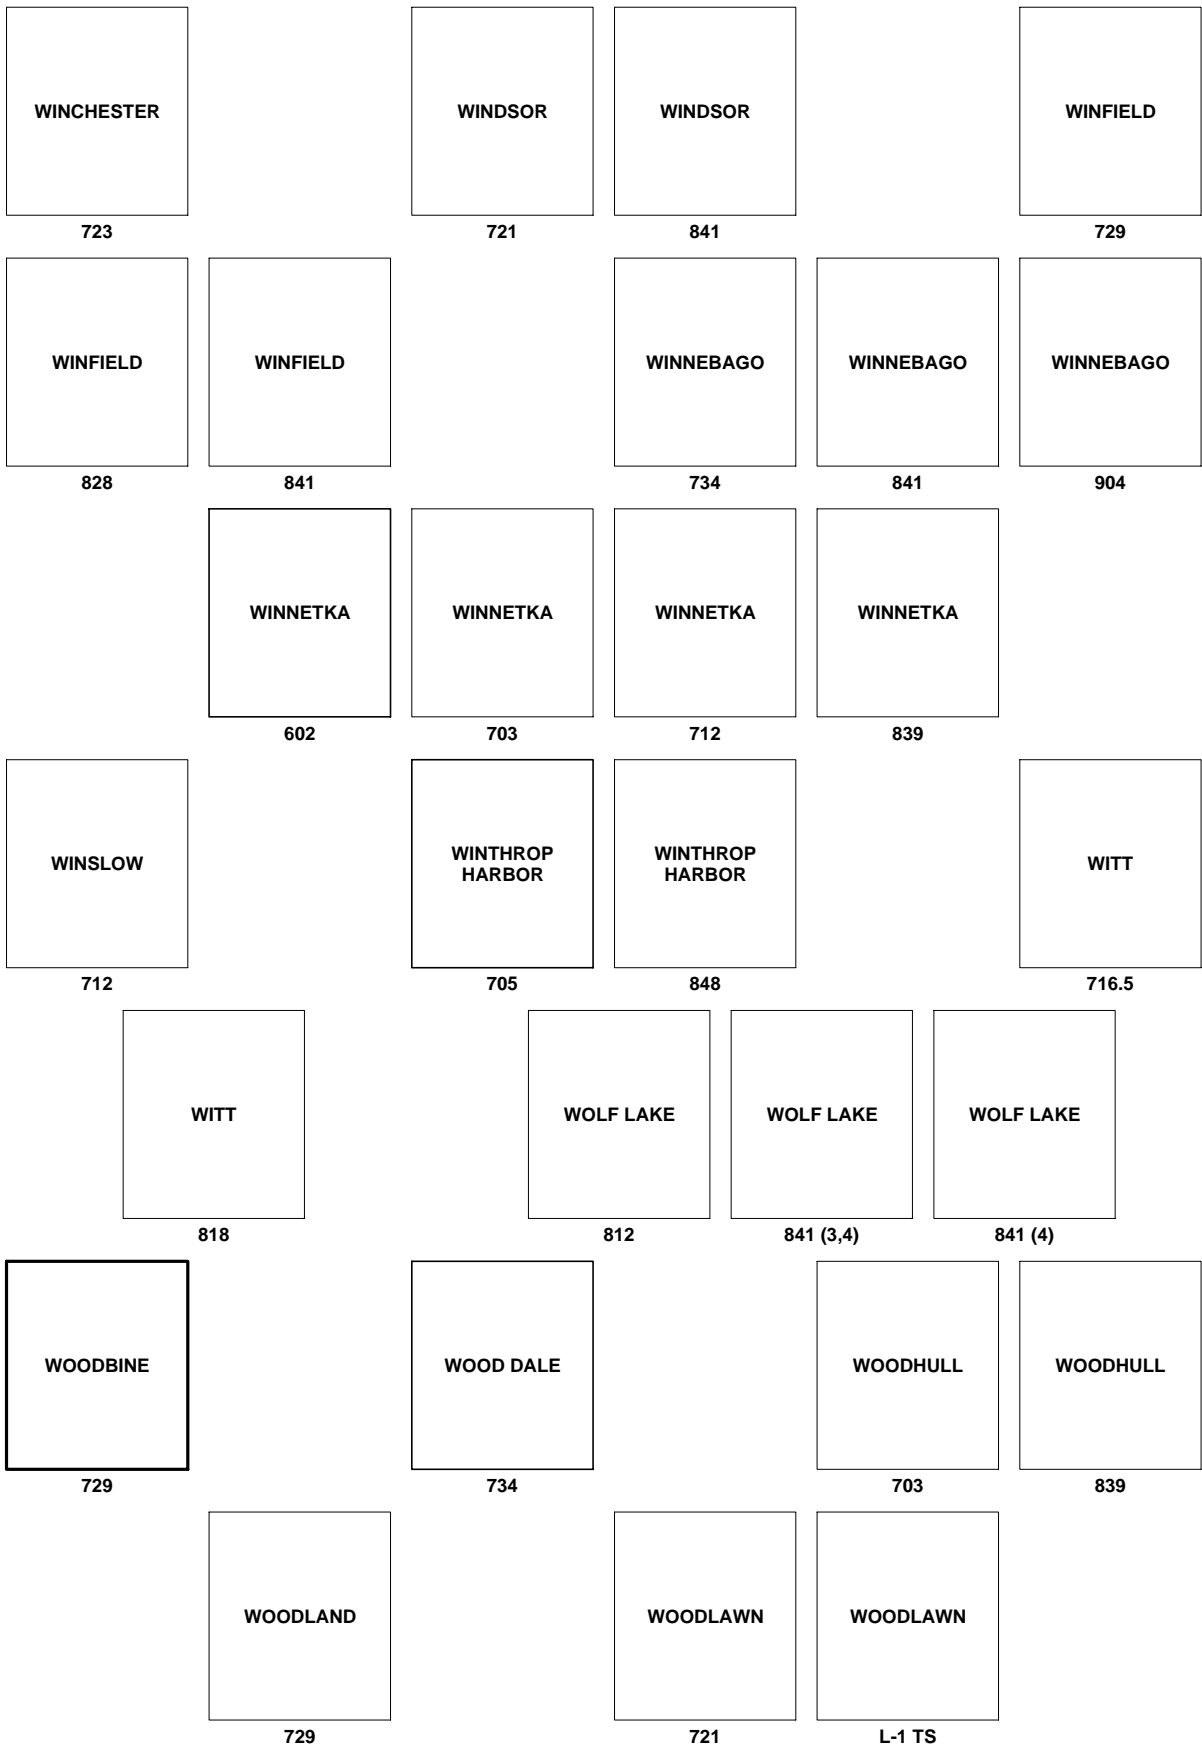 WINCHESTER WINDSOR WINDSOR WINFIELD
723 721 841 729
WINFIELD WINFIELD WINNEBAGO WINNEBAGO WINNEBAGO
828 841 734 841 904
WINNETKA WINNETKA WINNETKA WINNETKA
602 703 712 839
WINSLOW WINTHROP HARBOR WINTHROP HARBOR WITT
712 705 848 716.5
WITT WOLF LAKE WOLF LAKE WOLF LAKE
818 812 841 (3,4) 841 (4)
WOODBINE WOOD DALE WOODHULL WOODHULL
729 734 703 839
WOODLAND WOODLAWN WOODLAWN
729 721 L-1 TS